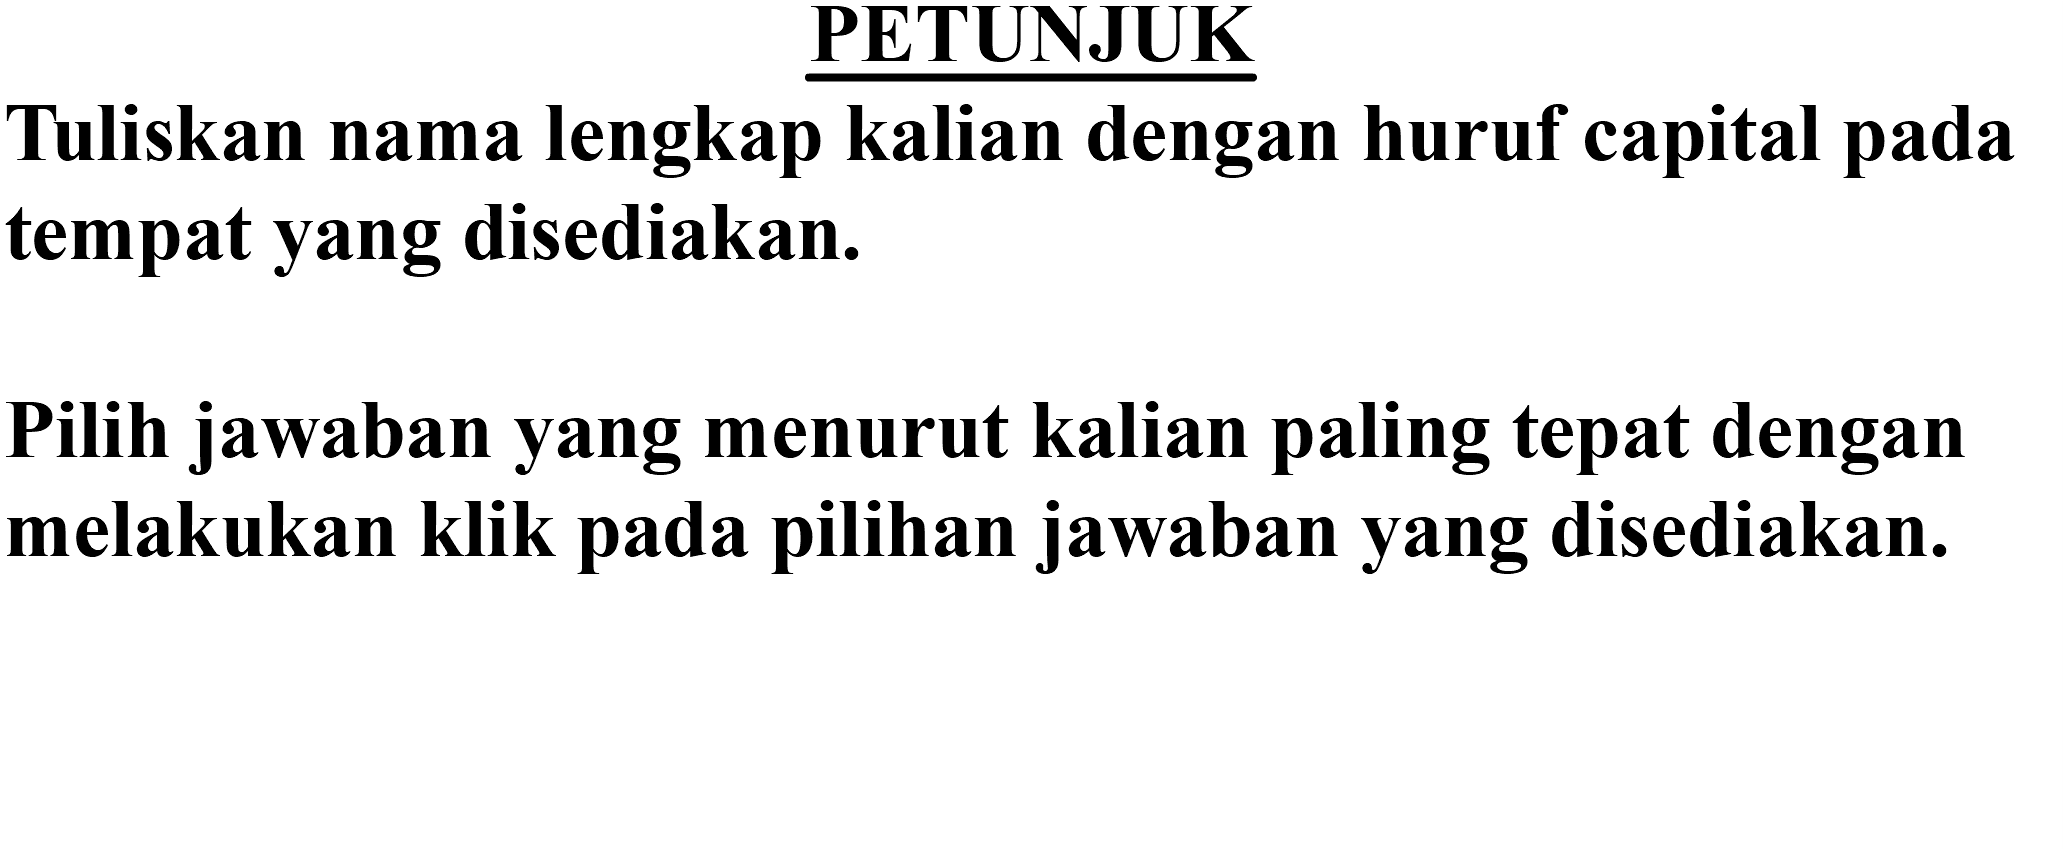 PETUNJUK
Tuliskan nama lengkap kalian dengan huruf capital pada
tempat yang disediakan.
Pilih jawaban yang menurut kalian paling tepat dengan
melakukan klik pada pilihan jawaban yang disediakan.